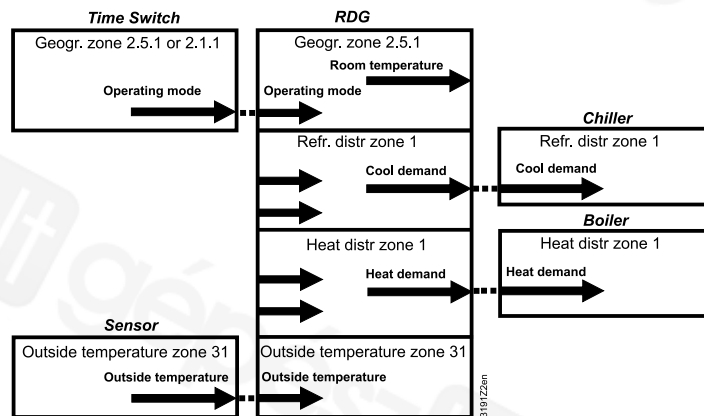 Time Switch
RDG
Geogr. zone 2.5.1 or 2.1.1
Geogr. zone 2.5.1
Room temperature
Operating mode
Operating mode
Chiller
Refr. distr zone 1
Refr. distr zone 1
Cool demand
Cool demand
Boiler
Heat distr zone 1
Heat distr zone 1
Heat demand
Heat demand
Sensor
Outside temperature zone 31
Outside temperature zone 31
Outside temperature
Outside temperature
3191Z2en
lt gépés